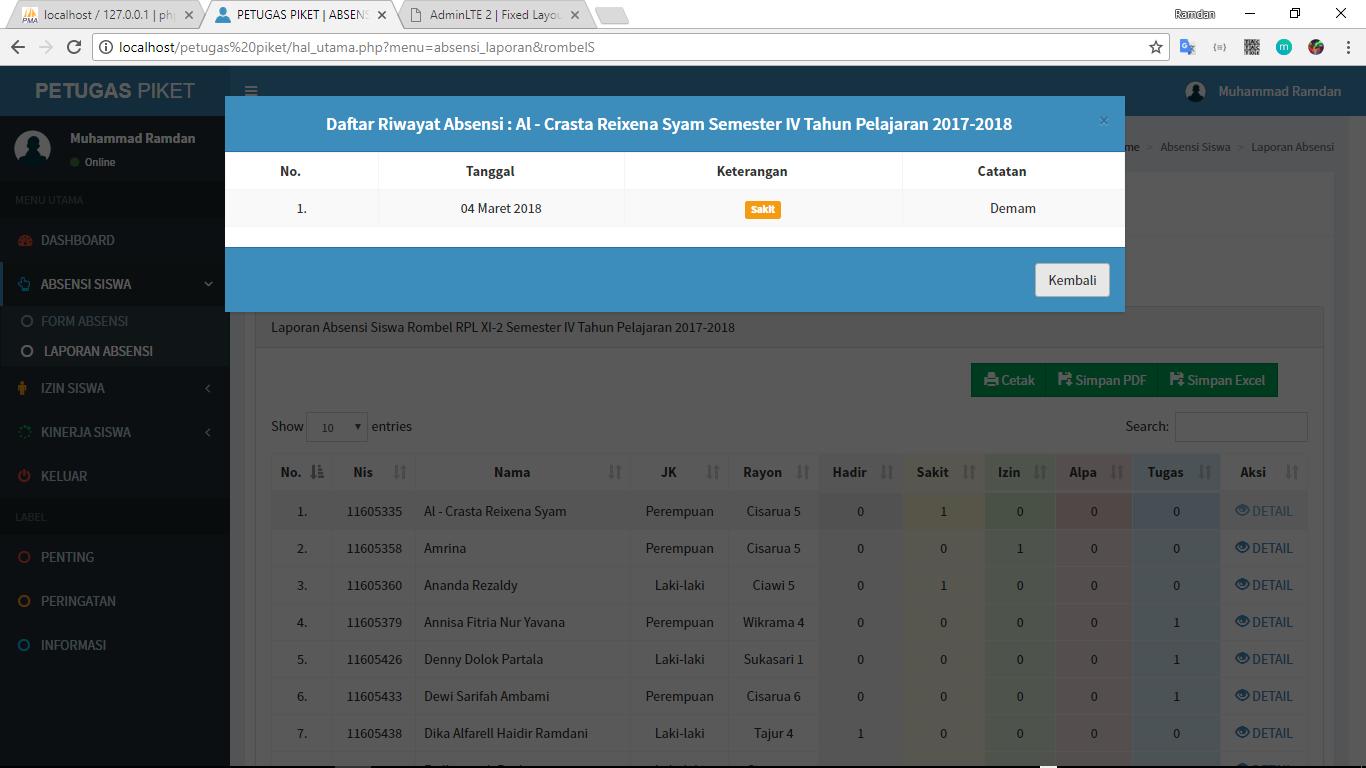 localhost / 127.0.0.1 | ph
PETUGAS PIKET | ABSEN
AdminLTE 2 | Fixed Layou
Ramdan
localhost/petugas%20piket/hal_utama.php?menu=absensi_laporan&rombelS
PETUGAS PIKET
Muhammad Ramdan
Muhammad Ramdan
Online
MENU UTAMA
DASHBOARD
ABSENSI SISWA
FORM ABSENSI
LAPORAN ABSENSI
IZIN SISWA
KINERJA SISWA
KELUAR
LABEL
PENTING
PERINGATAN
INFORMASI
me > Absensi Siswa > Laporan Absensi
Daftar Riwayat Absensi : Al - Crasta Reixena Syam Semester IV Tahun Pelajaran 2017-2018 ×
No. Tanggal Keterangan Catatan
1. 04 Maret 2018 Sakit Demam
Kembali
Laporan Absensi Siswa Rombel RPL XI-2 Semester IV Tahun Pelajaran 2017-2018
Cetak Simpan PDF Simpan Excel
Show 10 entries Search:
No. Nis Nama JK Rayon Hadir Sakit Izin Alpa Tugas Aksi
1. 11605335 Al - Crasta Reixena Syam Perempuan Cisarua 5 0 1 0 0 0 DETAIL
2. 11605358 Amrina Perempuan Cisarua 5 0 0 1 0 0 DETAIL
3. 11605360 Ananda Rezaldy Laki-laki Ciawi 5 0 1 0 0 0 DETAIL
4. 11605379 Annisa Fitria Nur Yavana Perempuan Wikrama 4 0 0 0 0 1 DETAIL
5. 11605426 Denny Dolok Partala Laki-laki Sukasari 1 0 0 0 0 1 DETAIL
6. 11605433 Dewi Sarifah Ambami Perempuan Cisarua 6 0 0 0 0 1 DETAIL
7. 11605438 Dika Alfarell Haidir Ramdani Laki-laki Tajur 4 1 0 0 0 0 DETAIL